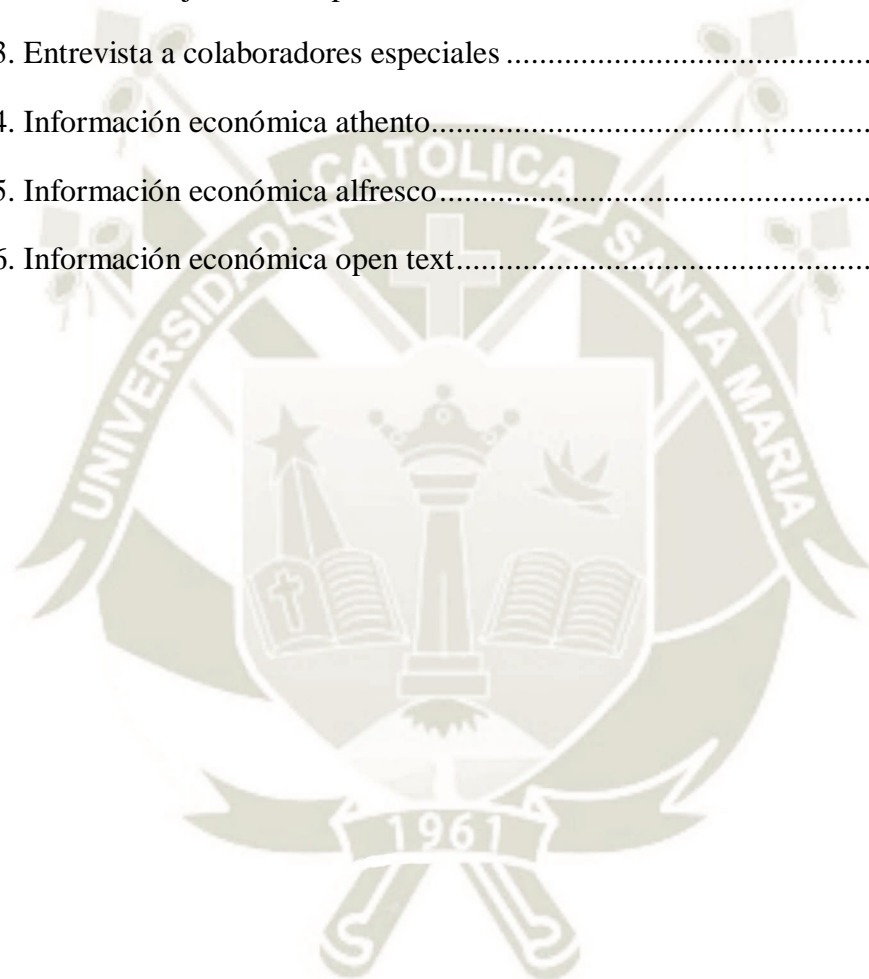 3. Entrevista a colaboradores especiales ..........................................
4. Información económica athento.....................................................
5. Información económica alfresco....................................................
6. Información económica open text..................................................
UNIVERSIDAD CATOLICA SANTA MARIA
1961